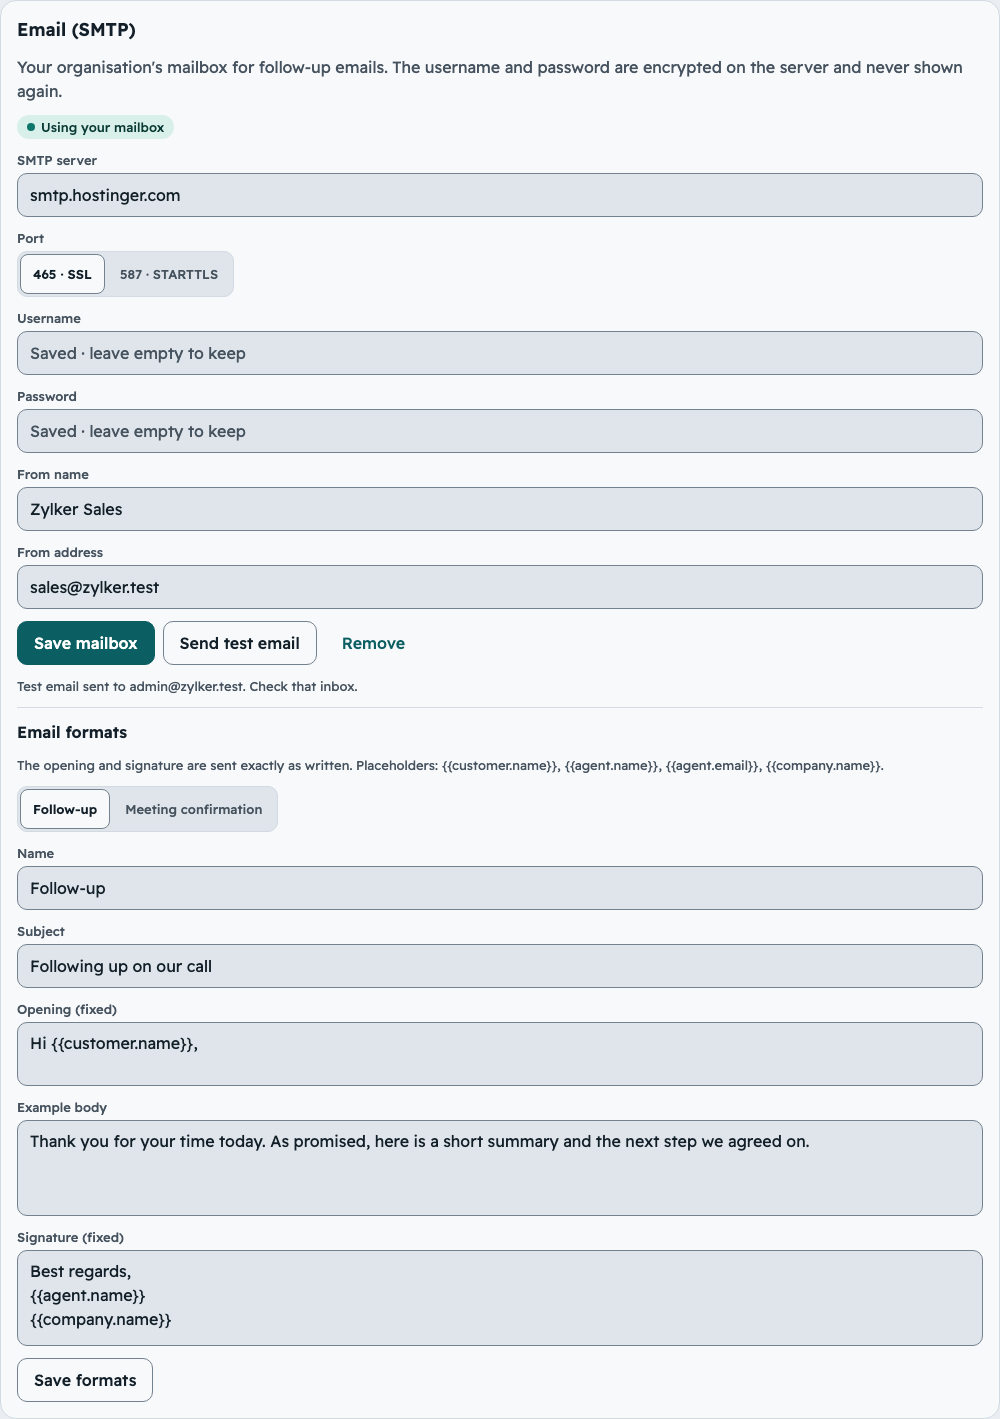 Email (SMTP)
Your organisation's mailbox for follow-up emails. The username and password are encrypted on the server and never shown
again.
Using your mailbox
SMTP server
smtp.hostinger.com
Port
465 · SSL
587 · STARTTLS
Username
Saved · leave empty to keep
Password
Saved · leave empty to keep
From name
Zylker Sales
From address
sales@zylker.test
Save mailbox
Send test email
Remove
Test email sent to admin@zylker.test. Check that inbox.
Email formats
The opening and signature are sent exactly as written. Placeholders: {{customer.name}}, {{agent.name}}, {{agent.email}}, {{company.name}}.
Follow-up
Meeting confirmation
Name
Follow-up
Subject
Following up on our call
Opening (fixed)
Hi {{customer.name}},
Example body
Thank you for your time today. As promised, here is a short summary and the next step we agreed on.
Signature (fixed)
Best regards,
{{agent.name}}
{{company.name}}
Save formats